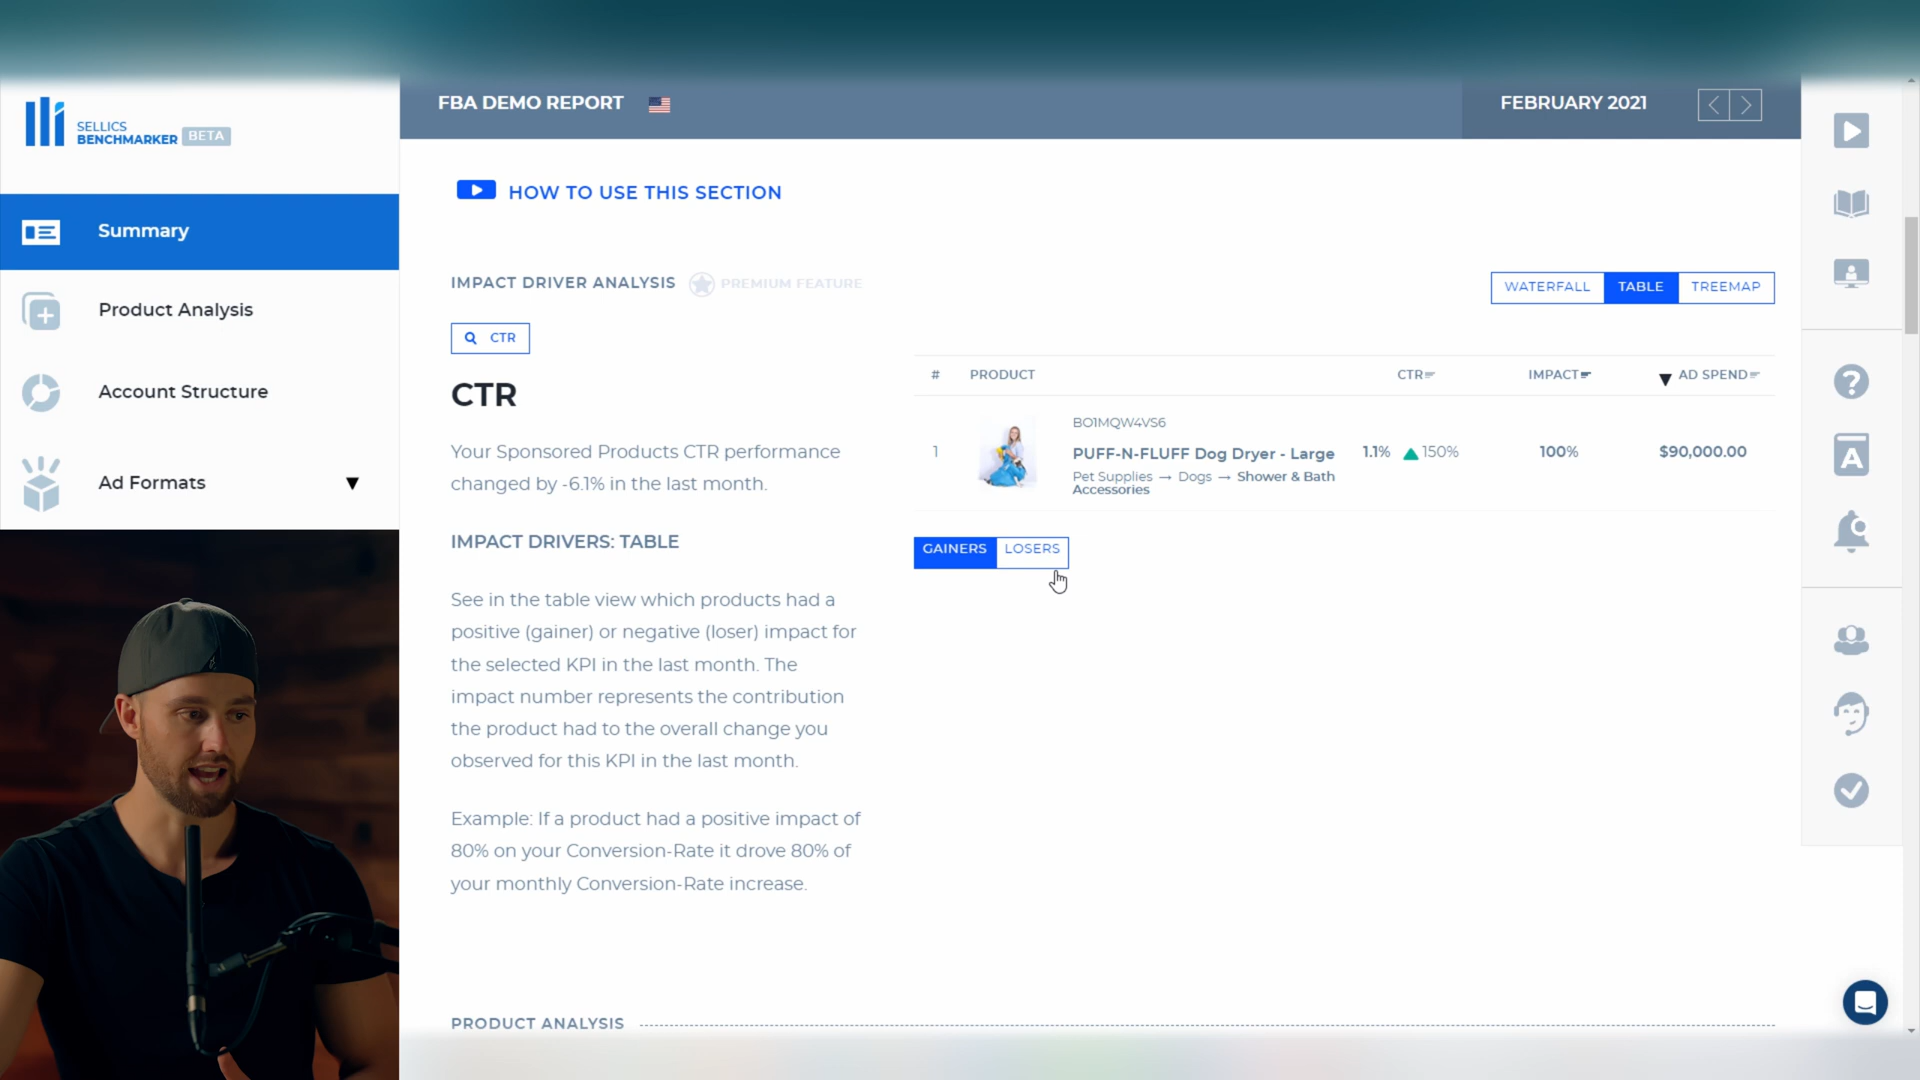 SELLICS
BENCHMARKER BETA
FBA DEMO REPORT
FEBRUARY 2021
Summary
Product Analysis
Account Structure
Ad Formats
HOW TO USE THIS SECTION
IMPACT DRIVER ANALYSIS PREMIUM FEATURE
WATERFALL TABLE TREEMAP
CTR
CTR
Your Sponsored Products CTR performance
changed by -6.1% in the last month.
IMPACT DRIVERS: TABLE
See in the table view which products had a
positive (gainer) or negative (loser) impact for
the selected KPI in the last month. The
impact number represents the contribution
the product had to the overall change you
observed for this KPI in the last month.
Example: If a product had a positive impact of
80% on your Conversion-Rate it drove 80% of
your monthly Conversion-Rate increase.
# PRODUCT CTR IMPACT AD SPEND
BO1MQW4VS6
1 PUFF-N-FLUFF Dog Dryer - Large 1.1% 150% 100% $90,000.00
Pet Supplies → Dogs → Shower & Bath
Accessories
GAINERS LOSERS
PRODUCT ANALYSIS